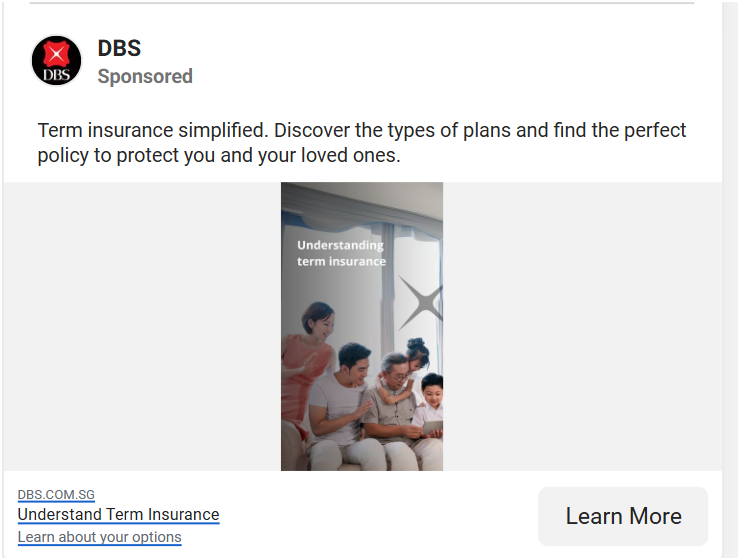 DBS
DBS
Sponsored
Term insurance simplified. Discover the types of plans and find the perfect
policy to protect you and your loved ones.
Understanding
term insurance
DBS.COM.SG
Understand Term Insurance
Learn about your options
Learn More